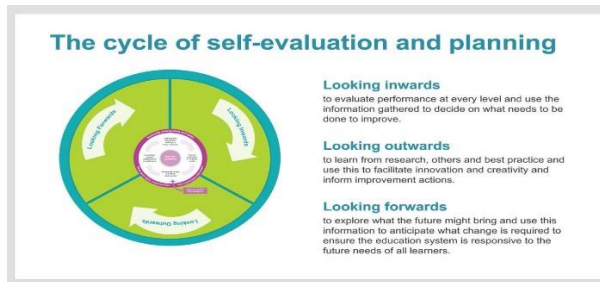 The cycle of self-evaluation and planning
Looking Forwards
Looking Inwards
Looking Outwards
Looking inwards
to evaluate performance at every level and use the
information gathered to decide on what needs to be
done to improve.
Looking outwards
to learn from research, others and best practice and
use this to facilitate innovation and creativity and
inform improvement actions.
Looking forwards
to explore what the future might bring and use this
information to anticipate what change is required to
ensure the education system is responsive to the
future needs of all learners.